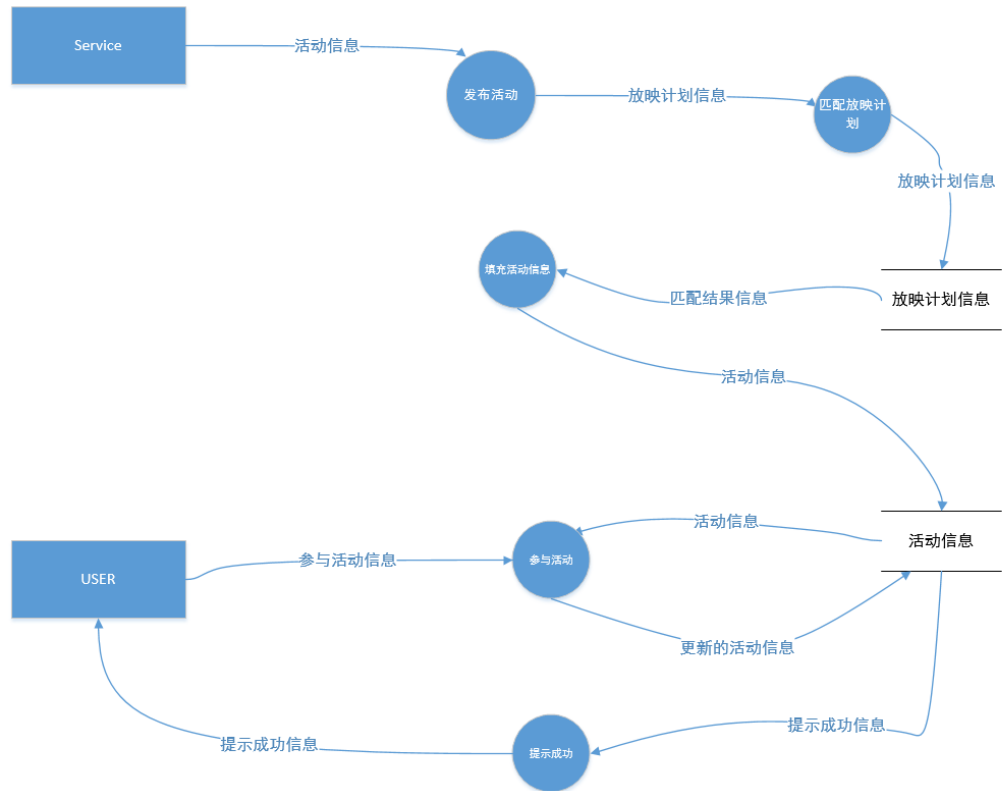 Service
活动信息
发布活动
放映计划信息
匹配放映计
划
放映计划信息
填充活动信息
匹配结果信息
放映计划信息
活动信息
活动信息
活动信息
USER
参与活动信息
参与活动
更新的活动信息
提示成功信息
提示成功信息
提示成功